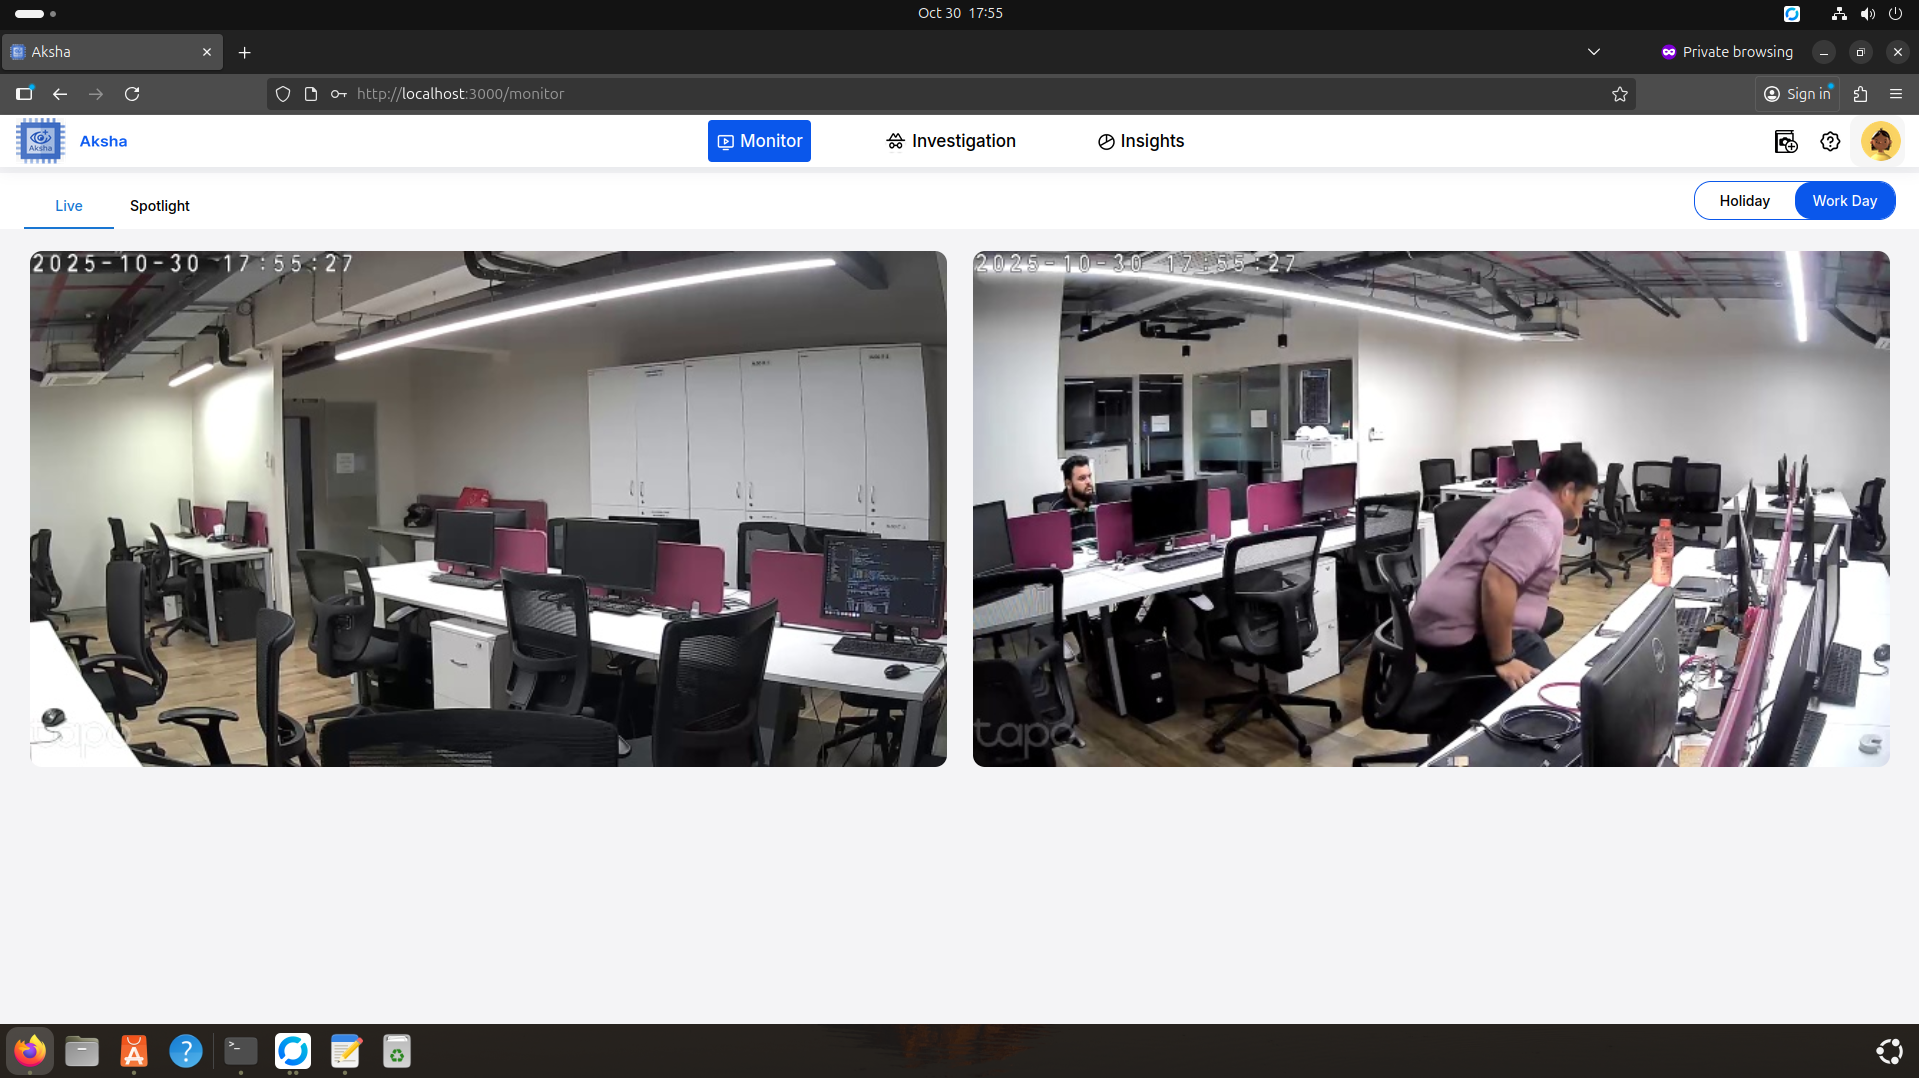 Oct 30 17:55
Aksha
Private browsing
http://localhost:3000/monitor
Sign in
Aksha
Aksha
Monitor
Investigation
Insights
Live
Spotlight
Holiday
Work Day
2025-10-30 17:55:27
2025-10-30 17:55:27
tapo
tapo